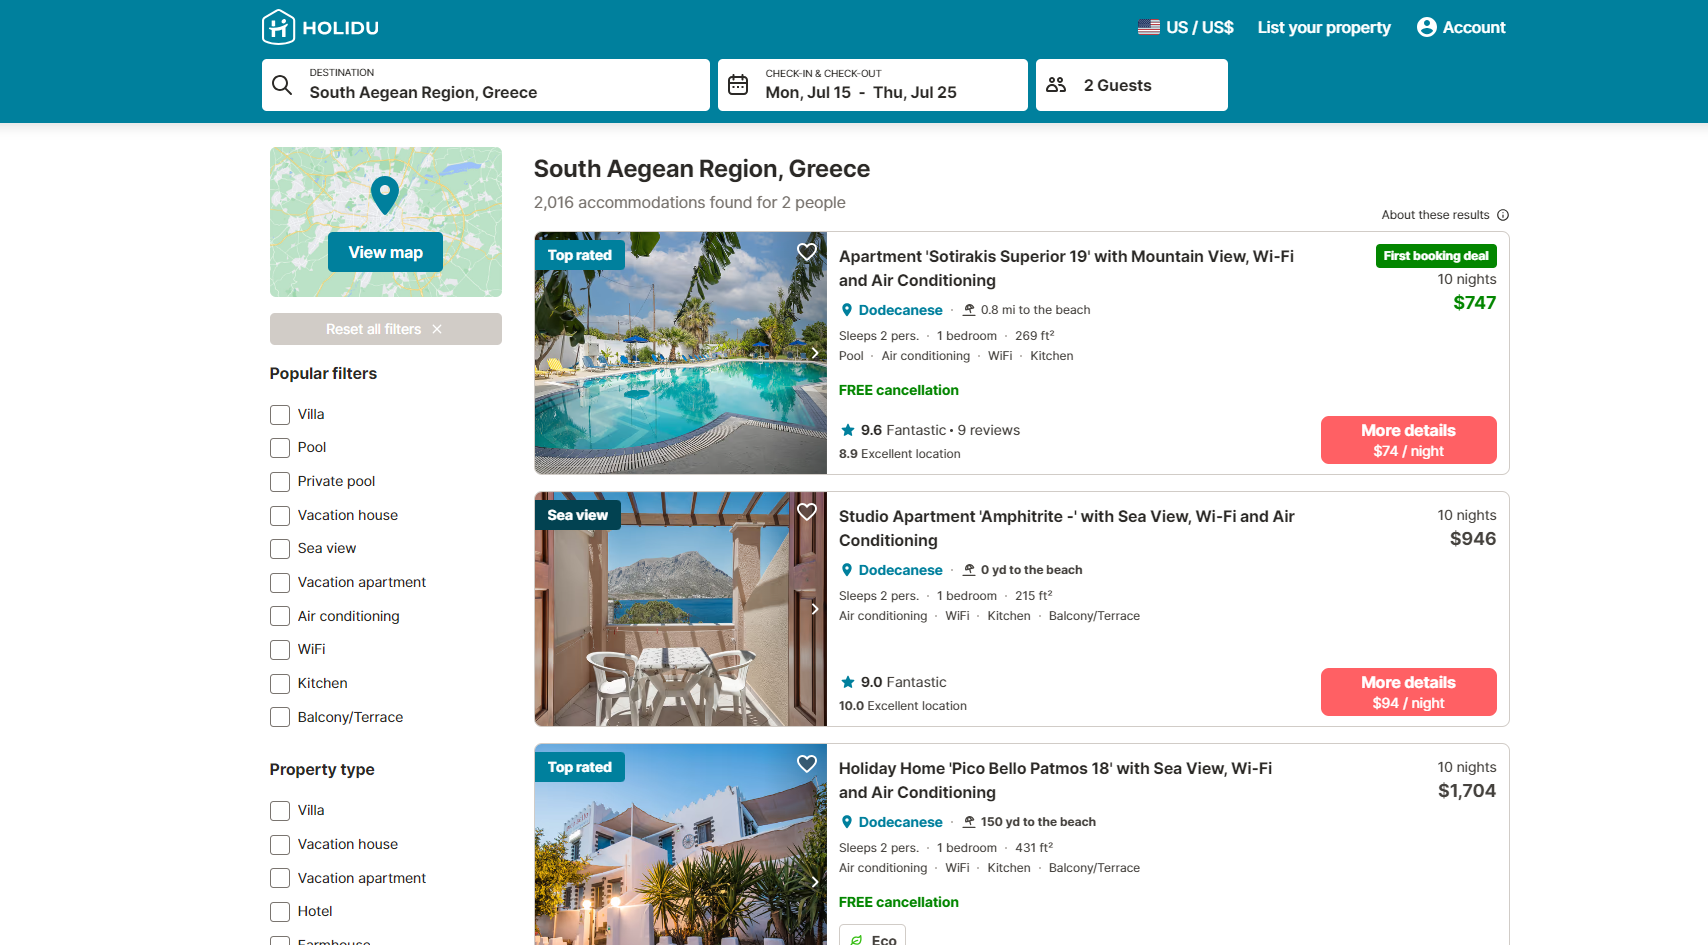 HOLIDU
US / US$
List your property
Account
DESTINATION
South Aegean Region, Greece
CHECK-IN & CHECK-OUT
Mon, Jul 15 - Thu, Jul 25
2 Guests
View map
Reset all filters
Popular filters
Villa
Pool
Private pool
Vacation house
Sea view
Vacation apartment
Air conditioning
WiFi
Kitchen
Balcony/Terrace
Property type
Villa
Vacation house
Vacation apartment
Hotel
Farmhouse
South Aegean Region, Greece
2,016 accommodations found for 2 people
About these results
Top rated
Apartment 'Sotirakis Superior 19' with Mountain View, Wi-Fi
and Air Conditioning
Dodecanese · 0.8 mi to the beach
Sleeps 2 pers. · 1 bedroom · 269 ft²
Pool · Air conditioning · WiFi · Kitchen
FREE cancellation
9.6 Fantastic • 9 reviews
8.9 Excellent location
First booking deal
10 nights
$747
More details
$74 / night
Sea view
Studio Apartment 'Amphitrite -' with Sea View, Wi-Fi and Air
Conditioning
Dodecanese · 0 yd to the beach
Sleeps 2 pers. · 1 bedroom · 215 ft²
Air conditioning · WiFi · Kitchen · Balcony/Terrace
9.0 Fantastic
10.0 Excellent location
10 nights
$946
More details
$94 / night
Top rated
Holiday Home 'Pico Bello Patmos 18' with Sea View, Wi-Fi
and Air Conditioning
Dodecanese · 150 yd to the beach
Sleeps 2 pers. · 1 bedroom · 431 ft²
Air conditioning · WiFi · Kitchen · Balcony/Terrace
FREE cancellation
Eco
10 nights
$1,704